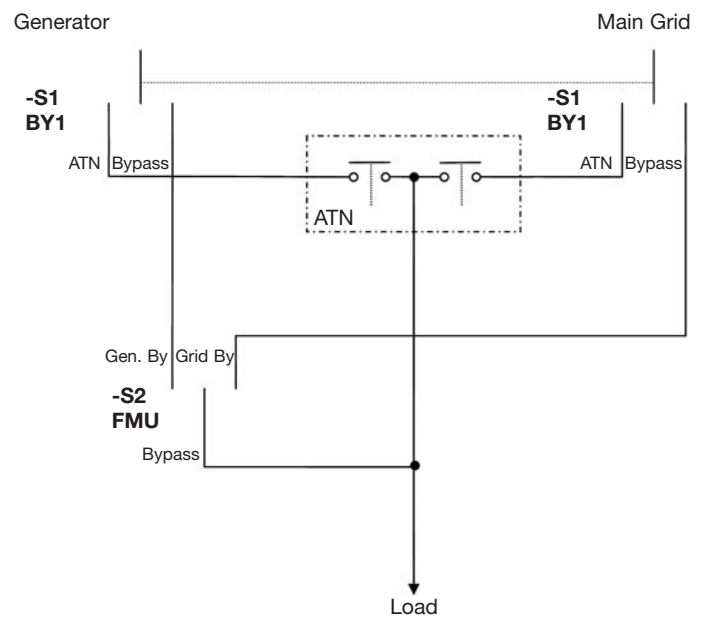 Generator
Main Grid
-S1
BY1
-S1
BY1
ATN
Bypass
ATN
Bypass
ATN
Gen. By
Grid By
-S2
FMU
Bypass
Load